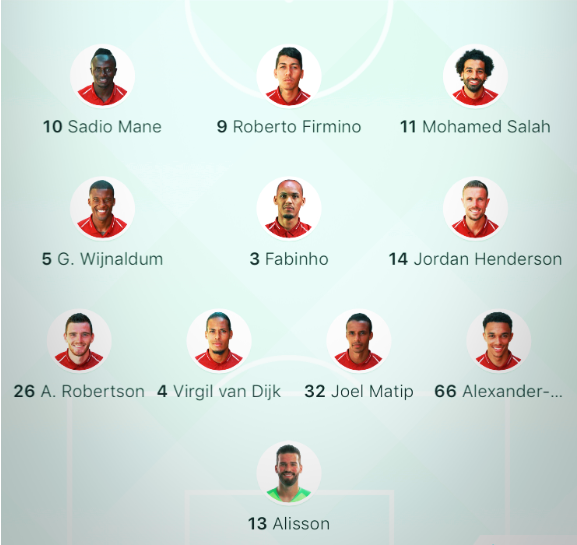 10 Sadio Mane 9 Roberto Firmino 11 Mohamed Salah
5 G. Wijnaldum 3 Fabinho 14 Jordan Henderson
26 A. Robertson 4 Virgil van Dijk 32 Joel Matip 66 Alexander-...
13 Alisson